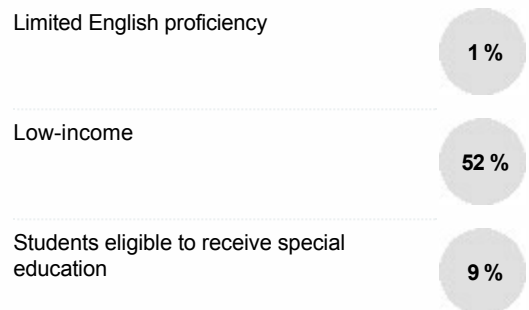 Limited English proficiency
1 %
Low-income
52 %
Students eligible to receive special
education
9 %